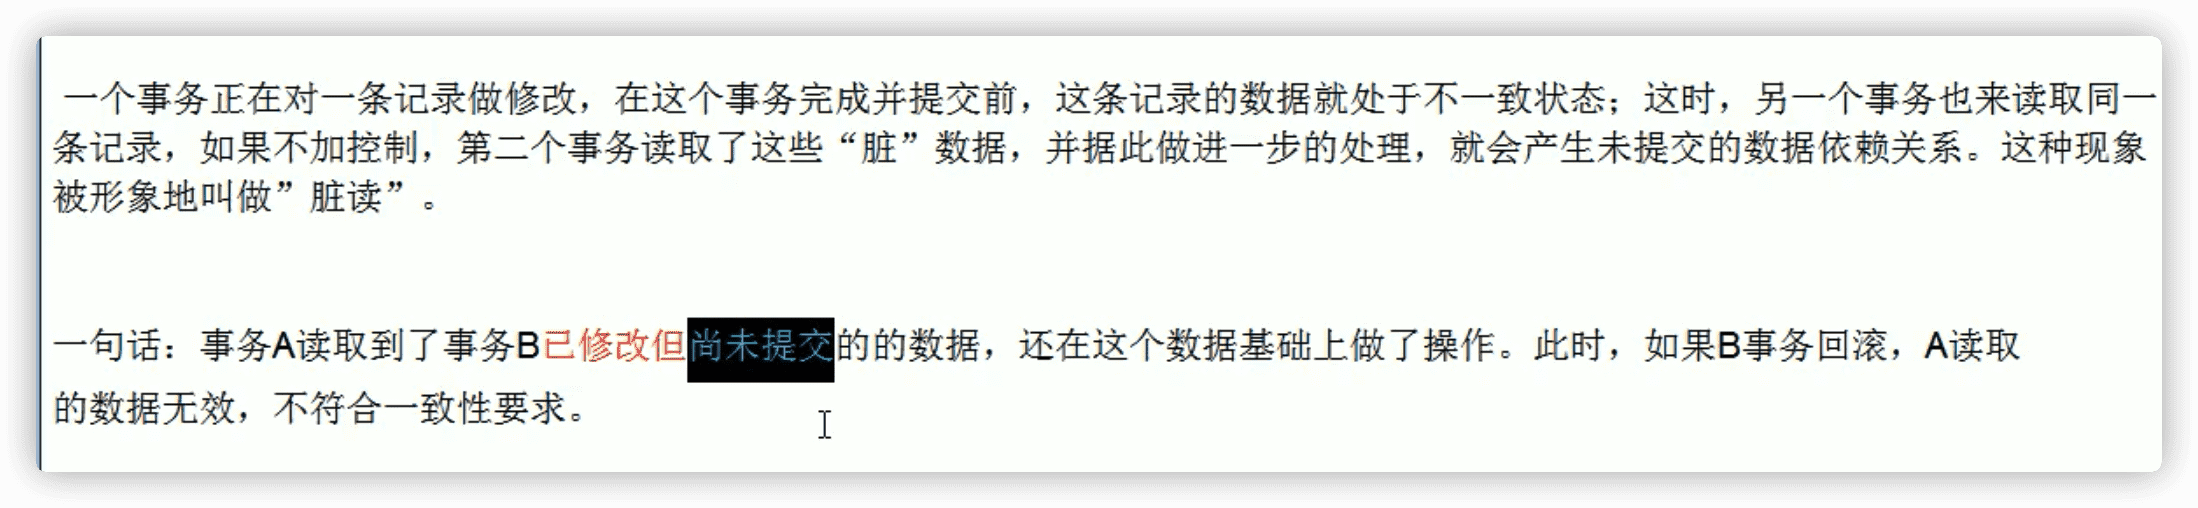 一个事务正在对一条记录做修改，在这个事务完成并提交前，这条记录的数据就处于不一致状态；这时，另一个事务也来读取同一
条记录，如果不加控制，第二个事务读取了这些“脏”数据，并据此做进一步的处理，就会产生未提交的数据依赖关系。这种现象
被形象地叫做”脏读”。
一句话：事务A读取到了事务B已修改但尚未提交的的数据，还在这个数据基础上做了操作。此时，如果B事务回滚，A读取
的数据无效，不符合一致性要求。